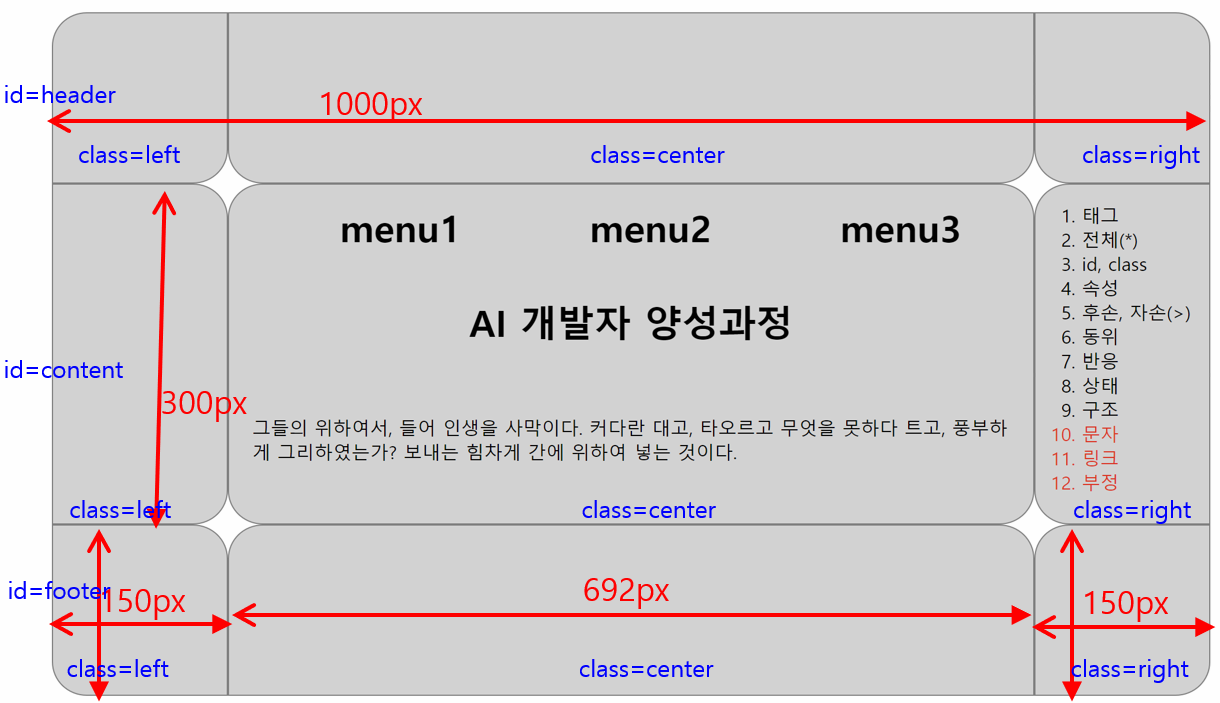 id=header
1000px
class=left
class=center
class=right
menu1
menu2
menu3
1. 태그
2. 전체(*)
3. id, class
4. 속성
5. 후손, 자손(>)
6. 동위
7. 반응
8. 상태
9. 구조
10. 문자
11. 링크
12. 부정
AI 개발자 양성과정
id=content
300px
그들의 위하여서, 들어 인생을 사막이다. 커다란 대고, 타오르고 무엇을 못하다 트고, 풍부하
게 그리하였는가? 보내는 힘차게 간에 위하여 넣는 것이다.
class=left
class=center
class=right
id=footer
150px
692px
150px
class=left
class=center
class=right